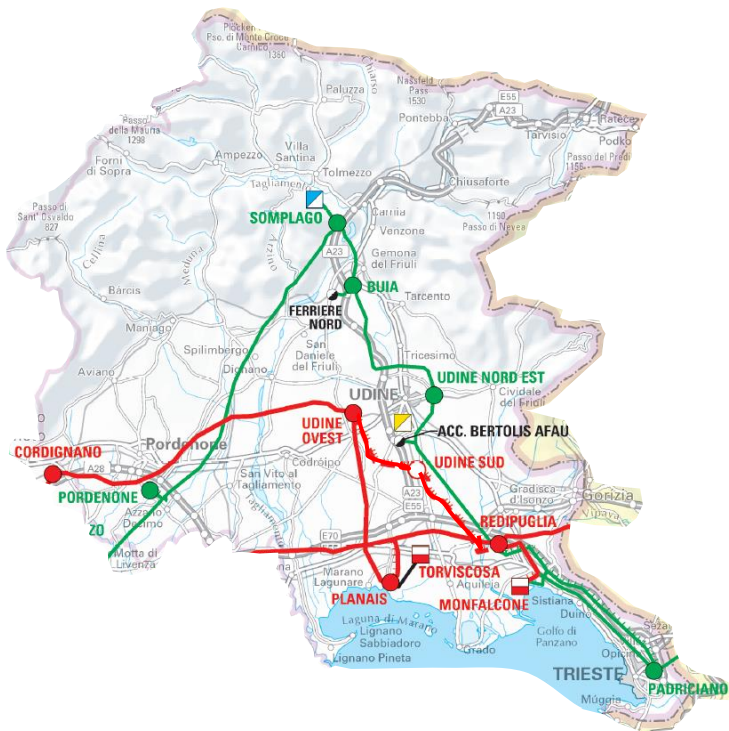 Plöcken
Pso. di Monte Croce
Carnico
1360
Paluzza
Chiarso
Nassfeld
Pass
1530
E55
A23
Pontebba
Passo
della Mauria
1298
Forni
di Sopra
Ampezzo
Villa
Santina
Tolmezzo
Tagliamento
Tarvisio
Podko
Passo del Predil
1156
Chiusaforte
Passo di
Sant' Osvaldo
827
Cellina
Meduna
Arzino
SOMPLAGO
Carnia
Venzone
1190
Passo di Nevea
A23
Gemona
del Friuli
BUIA
Barcis
FERRIERE
NORD
Tarcento
Maniago
Spilimbergo
San
Daniele
del Friuli
Tricesimo
Aviano
Dignano
UDINE
UDINE NORD EST
Cividale
del Friuli
UDINE
OVEST
ACC. BERTOLIS AFAU
CORDIGNANO
Pordenone
Codroipo
UDINE SUD
A28
San Vito al
Tagliamento
PORDENONE
A23
E55
Gradisca
d'Isonzo
Gorizia
Vipava
Azzano
Decimo
ZO
Tagliamento
REDIPUGLIA
E70
Motta di
Livenza
Marano
Lagunare
TORVISCOSA
Aquileia
PLANAIS
MONFALCONE
Sistiana
Duino
Laguna di Marano
Lignano
Sabbiadoro
Golfo di
Panzano
Grado
Lignano Pineta
Opicina
TRIESTE
PADRICIANO
Múggia